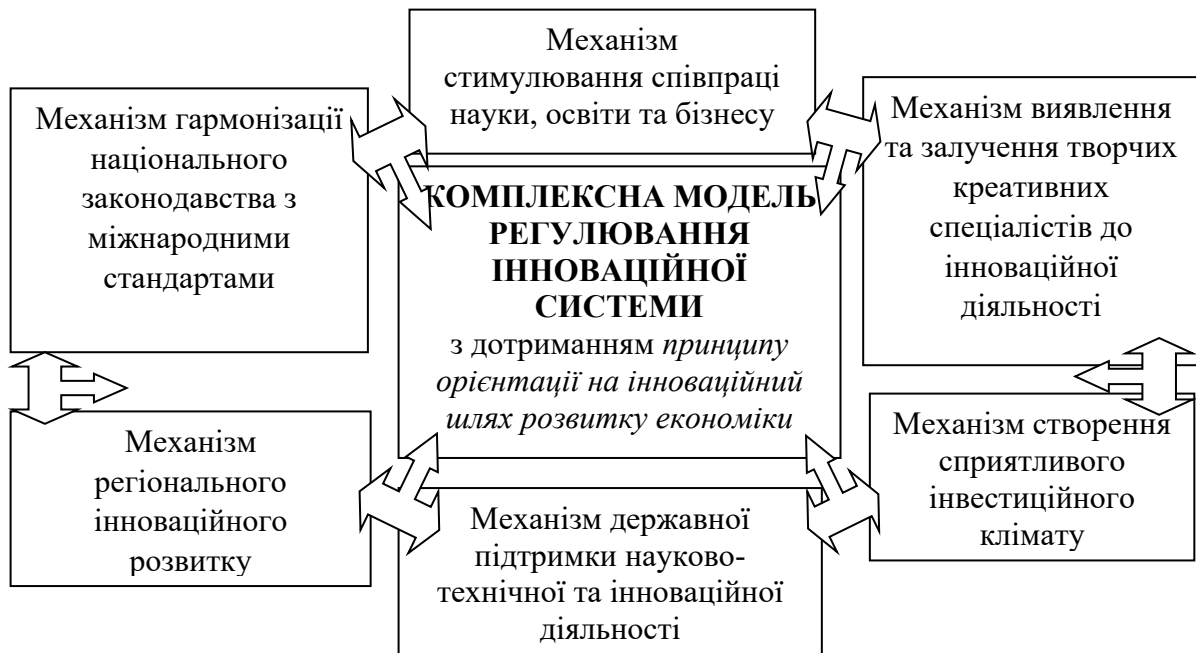 Механізм
стимулювання співпраці
науки, освіти та бізнесу
Механізм гармонізації
національного
законодавства з
міжнародними
стандартами
Механізм виявлення
та залучення творчих
креативних
спеціалістів до
інноваційної
діяльності
КОМПЛЕКСНА МОДЕЛЬ
РЕГУЛЮВАННЯ
ІННОВАЦІЙНОЇ
СИСТЕМИ
з дотриманням принципу
орієнтації на інноваційний
шлях розвитку економіки
Механізм
регіонального
інноваційного
розвитку
Механізм державної
підтримки науково-
технічної та інноваційної
діяльності
Механізм створення
сприятливого
інвестиційного
клімату